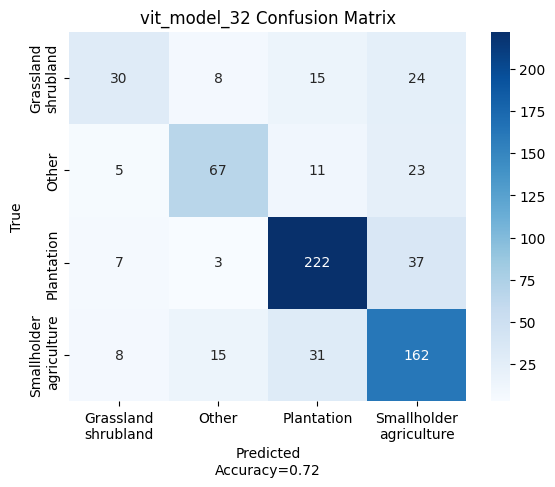 vit_model_32 Confusion Matrix
Grassland
shrubland
30 8 15 24
Other
5 67 11 23
Plantation
7 3 222 37
Smallholder
agriculture
8 15 31 162
True
Grassland
shrubland
Other
Plantation
Smallholder
agriculture
Predicted
Accuracy=0.72
200
175
150
125
100
75
50
25